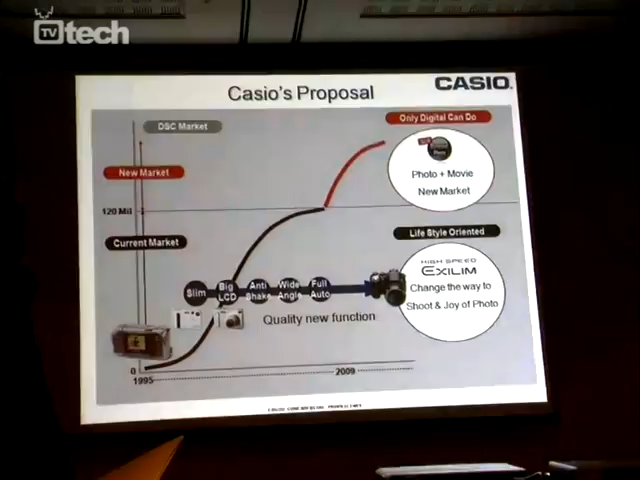 TV tech
Casio's Proposal
CASIO
DSC Market
Only Digital Can Do
New Market
Photo + Movie
New Market
120 Mil
Current Market
Life Style Oriented
HIGH SPEED
EXILIM
Change the way to
Shoot & Joy of Photo
Slim
Big
LCD
Anti
Shake
Wide
Angle
Full
Auto
Quality new function
0
1995
2009